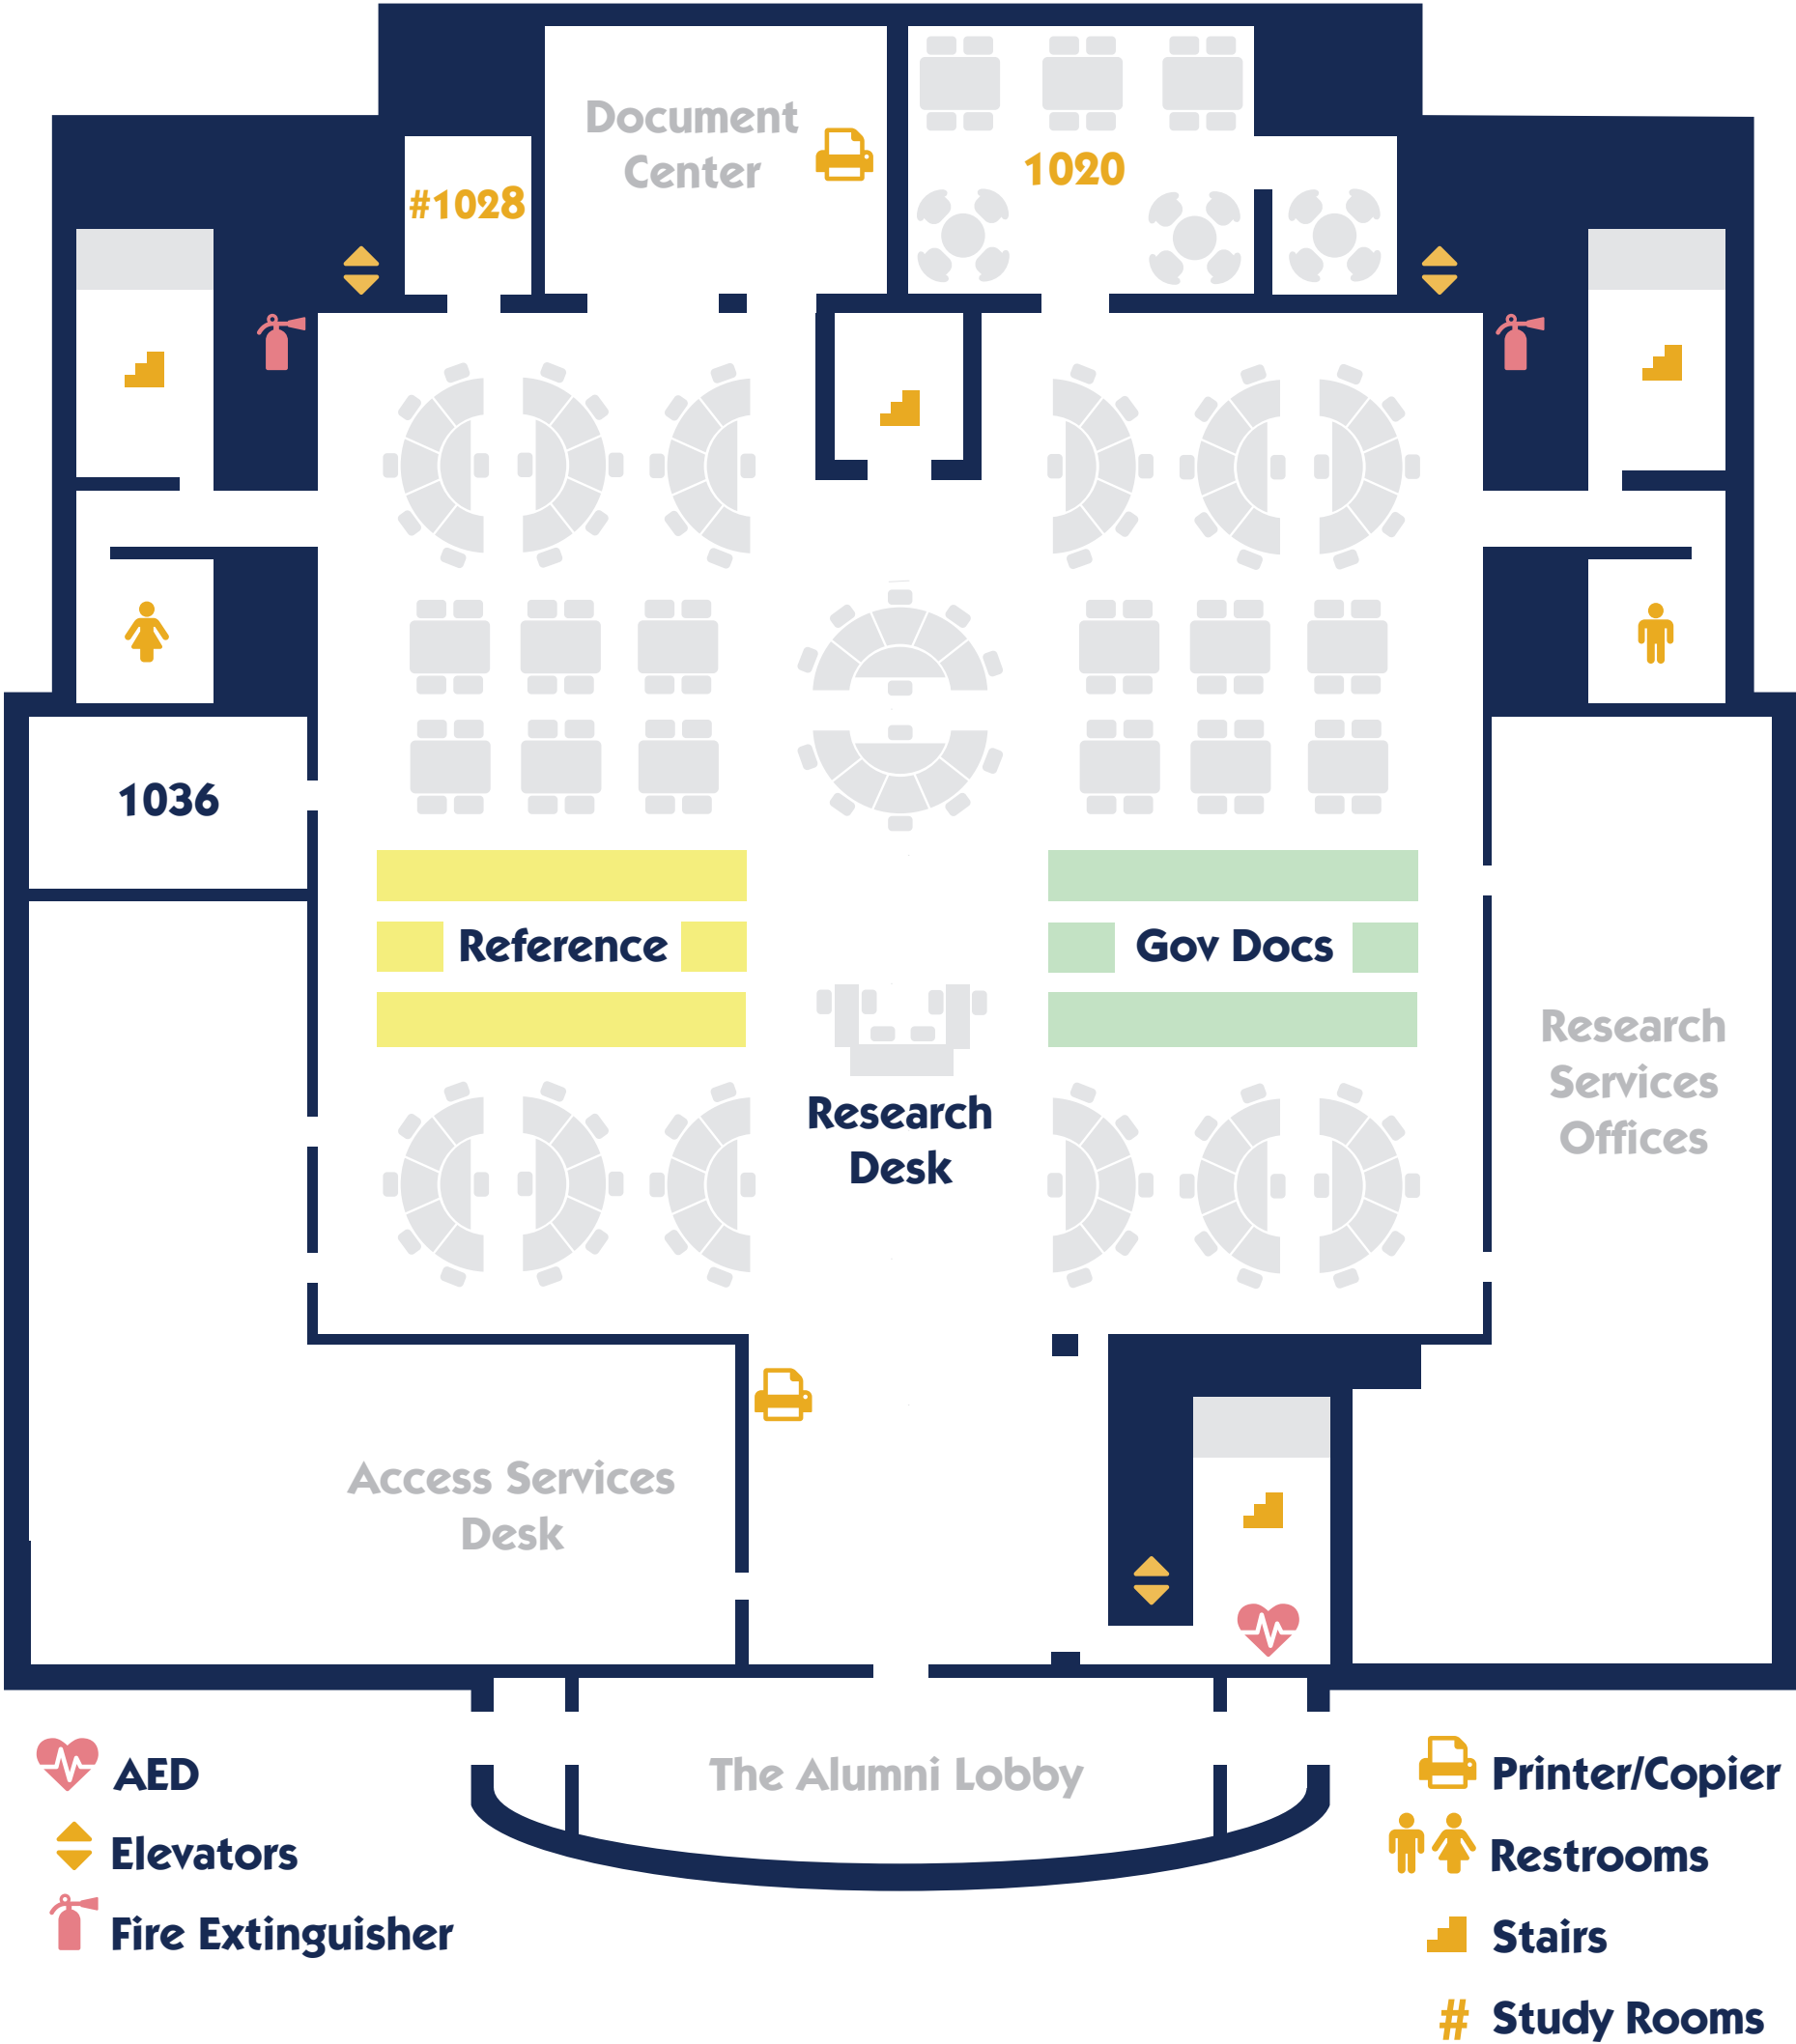 Document
Center
1020
#1028
1036
Reference
Gov Docs
Research
Services
Offices
Research
Desk
Access Services
Desk
The Alumni Lobby
AED
Elevators
Fire Extinguisher
Printer/Copier
Restrooms
Stairs
# Study Rooms